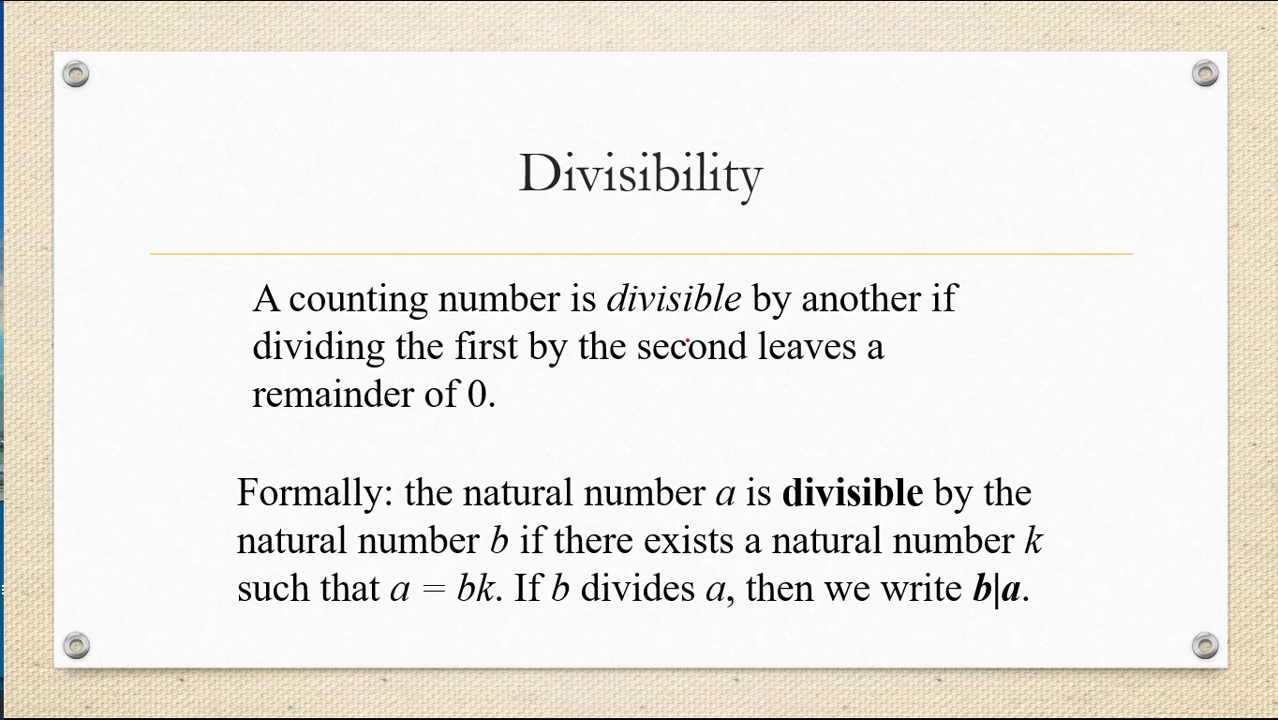 Divisibility
A counting number is divisible by another if
dividing the first by the second leaves a
remainder of 0.
Formally: the natural number a is divisible by the
natural number b if there exists a natural number k
such that a = bk. If b divides a, then we write b|a.